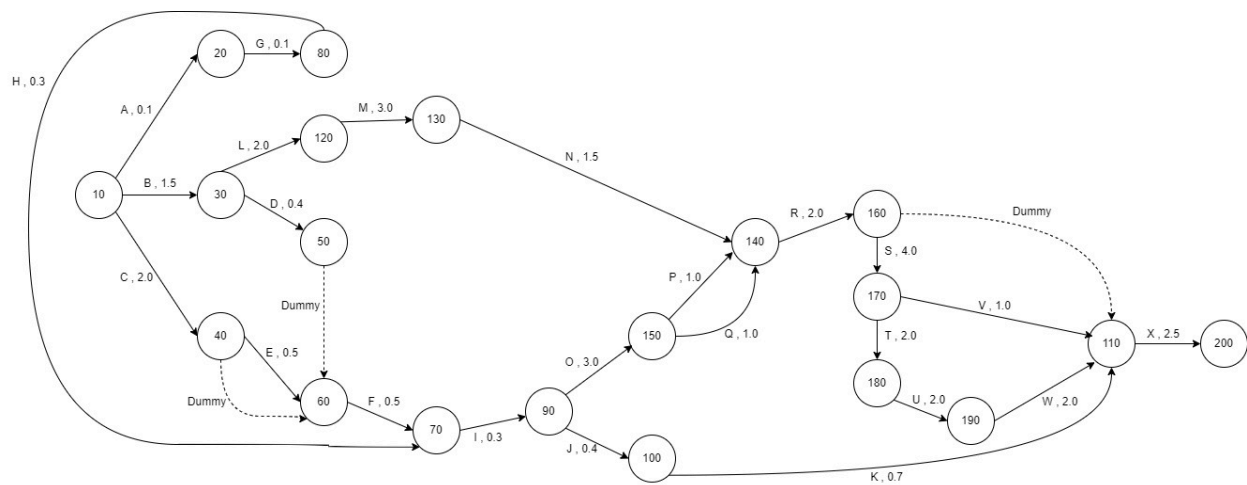 80
G , 0.1
20
H , 0.3
A , 0.1
M , 3.0
130
120
L , 2.0
N , 1.5
B , 1.5
10
30
D , 0.4
50
R , 2.0
160
Dummy
140
S , 4.0
C , 2.0
Dummy
P , 1.0
170
V , 1.0
40
E , 0.5
150
Q , 1.0
T , 2.0
110
X , 2.5
200
O , 3.0
180
Dummy
60
F , 0.5
U , 2.0
W , 2.0
90
190
70
I , 0.3
J , 0.4
100
K , 0.7